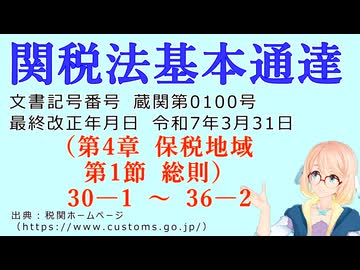 関税法基本通達
文書記号番号 蔵関第0100号
最終改正年月日 令和7年3月31日
(第4章 保税地域
第1節 総則)
30―1 ～ 36―2
出典：税関ホームページ
（https://www.customs.go.jp/）